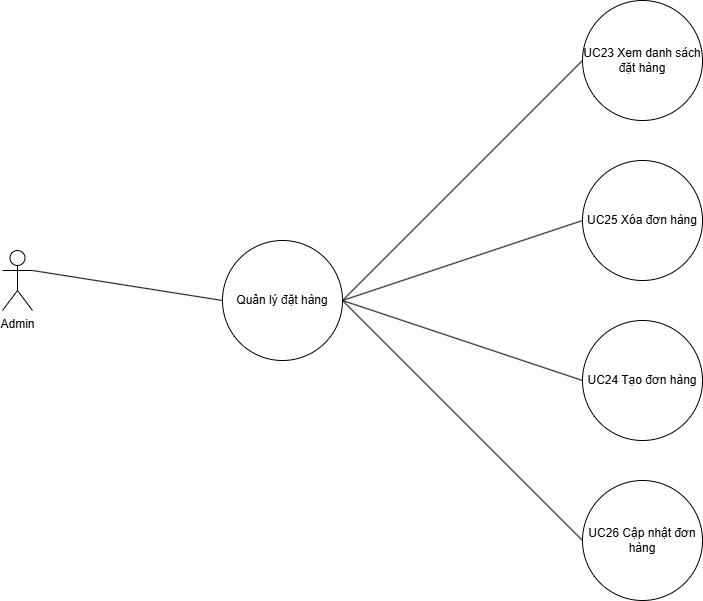 UC23 Xem danh sách
đặt hàng
UC25 Xóa đơn hàng
Admin
Quản lý đặt hàng
UC24 Tạo đơn hàng
UC26 Cập nhật đơn
hàng